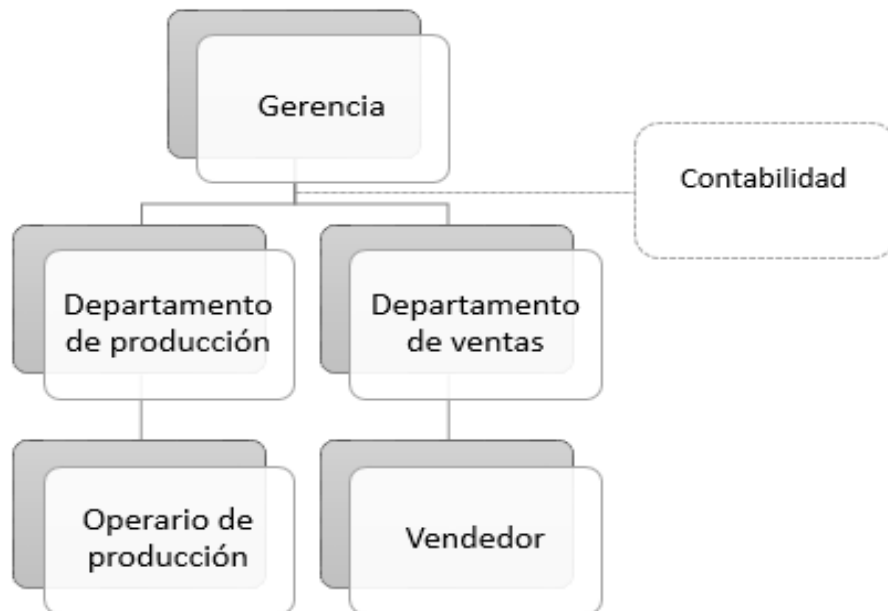 Gerencia
Contabilidad
Departamento
de producción
Departamento
de ventas
Operario de
producción
Vendedor